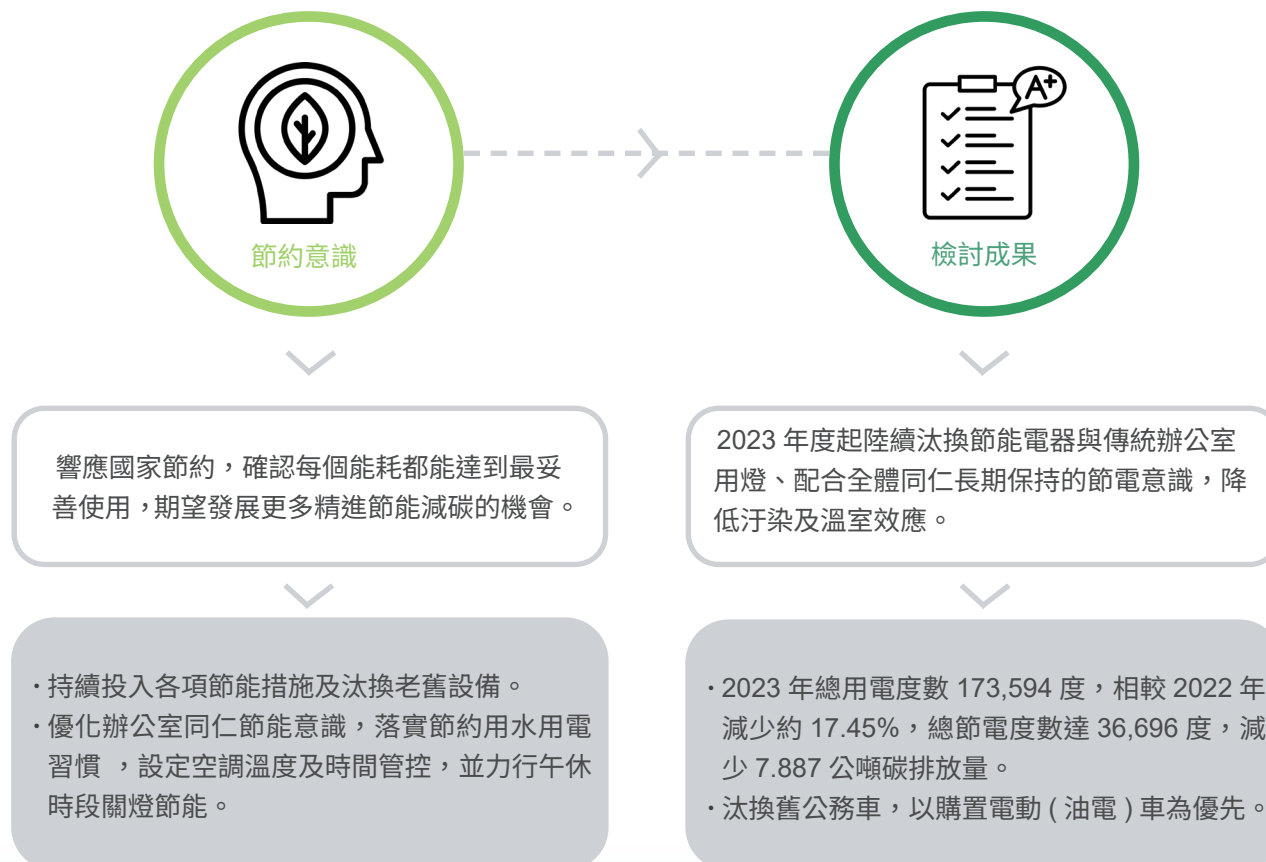 節約意識
響應國家節約，確認每個能耗都能達到最妥
善使用，期望發展更多精進節能減碳的機會。
・持續投入各項節能措施及汰換老舊設備。
・優化辦公室同仁節能意識，落實節約用水用電
習慣 ，設定空調溫度及時間管控，並力行午休
時段關燈節能。
A+
檢討成果
2023 年度起陸續汰換節能電器與傳統辦公室
用燈、配合全體同仁長期保持的節電意識，降
低汙染及溫室效應。
・2023 年總用電度數 173,594 度，相較 2022 年
減少約 17.45%，總節電度數達 36,696 度，減
少 7.887 公噸碳排放量。
・汰換舊公務車，以購置電動 ( 油電 ) 車為優先。